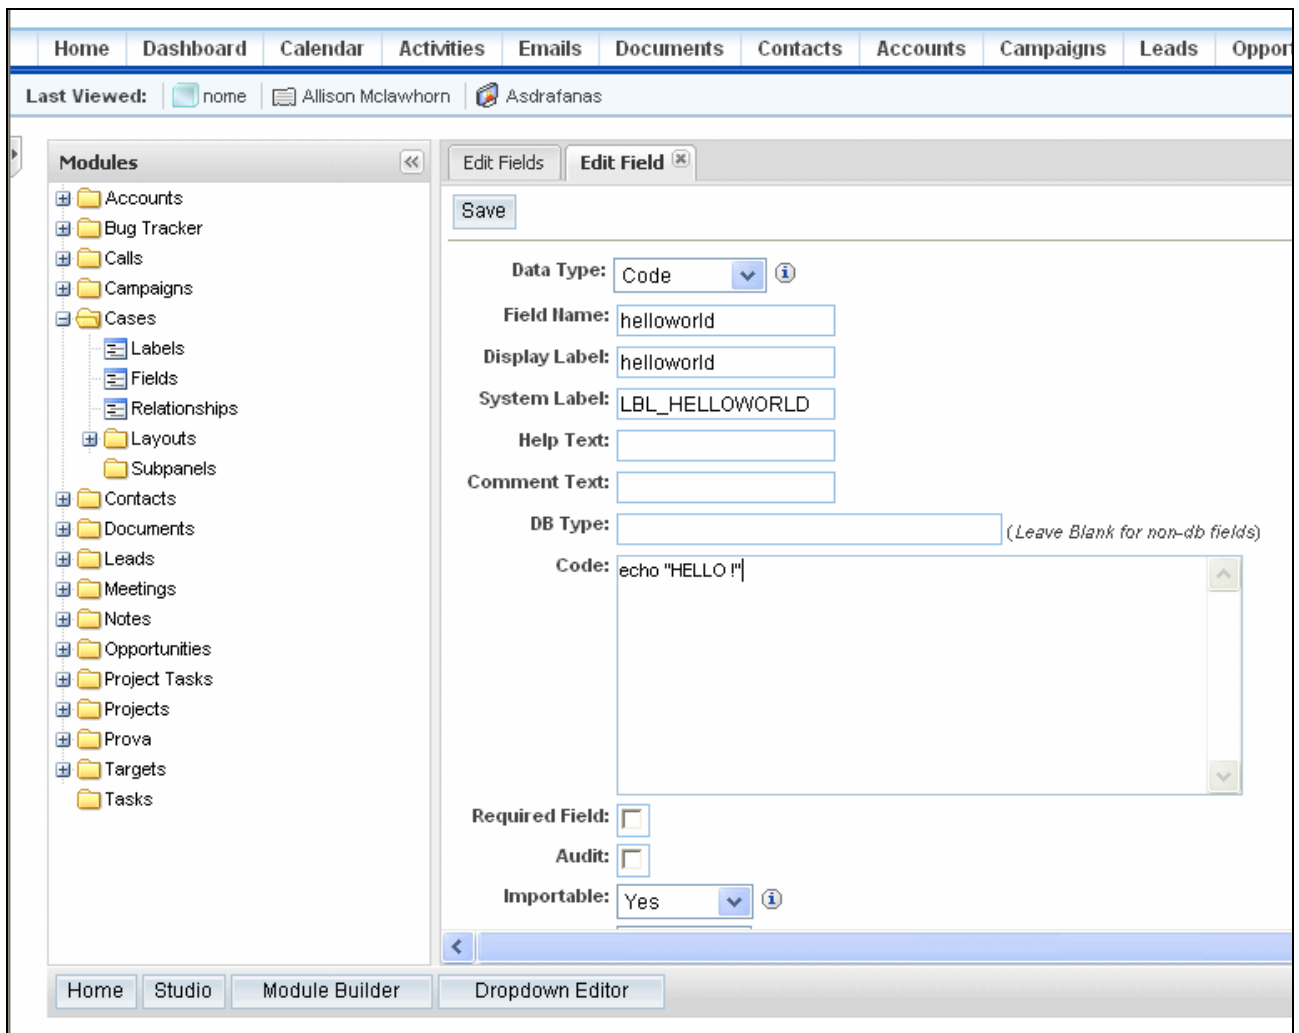 Home Dashboard Calendar Activities Emails Documents Contacts Accounts Campaigns Leads Oppor
Last Viewed: nome Allison Mclawhorn Asdrafanas
Modules
Accounts
Bug Tracker
Calls
Campaigns
Cases
Labels
Fields
Relationships
Layouts
Subpanels
Contacts
Documents
Leads
Meetings
Notes
Opportunities
Project Tasks
Projects
Prova
Targets
Tasks
Edit Fields Edit Field
Save
Data Type: Code
Field Name: helloworld
Display Label: helloworld
System Label: LBL_HELLOWORLD
Help Text:
Comment Text:
DB Type: (Leave Blank for non-db fields)
Code: echo "HELLO !"
Required Field:
Audit:
Importable: Yes
Home Studio Module Builder Dropdown Editor